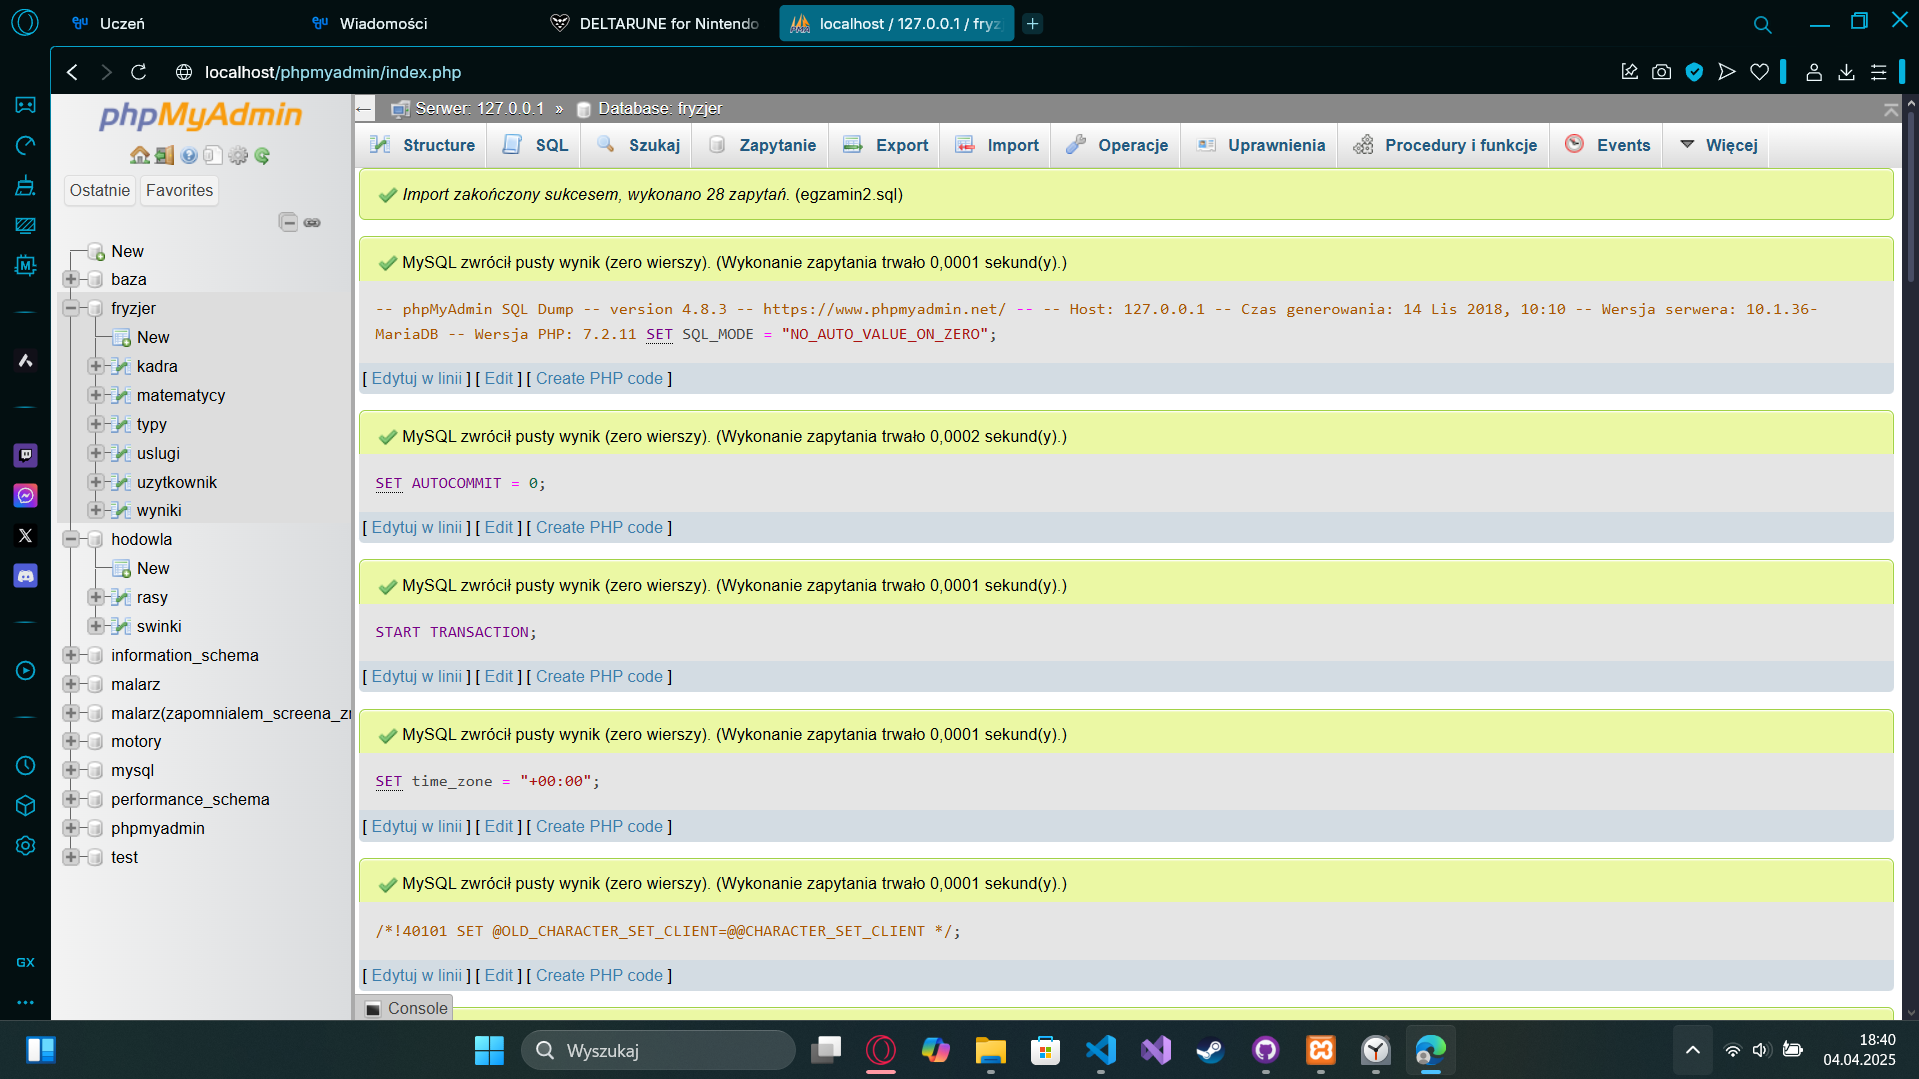 Uczeń
Wiadomości
DELTARUNE for Nintendo
localhost / 127.0.0.1 / fryzj
localhost/phpmyadmin/index.php
phpMyAdmin
Ostatnie
Favorites
New
baza
fryzjer
New
kadra
matematycy
typy
uslugi
uzytkownik
wyniki
hodowla
New
rasy
swinki
information_schema
malarz
malarz(zapomnialem_screena_zr
motory
mysql
performance_schema
phpmyadmin
test
Serwer: 127.0.0.1 » Database: fryzjer
Structure
SQL
Szukaj
Zapytanie
Export
Import
Operacje
Uprawnienia
Procedury i funkcje
Events
Więcej
Import zakończony sukcesem, wykonano 28 zapytań. (egzamin2.sql)
MySQL zwrócił pusty wynik (zero wierszy). (Wykonanie zapytania trwało 0,0001 sekund(y).)
-- phpMyAdmin SQL Dump -- version 4.8.3 -- https://www.phpmyadmin.net/ -- -- Host: 127.0.0.1 -- Czas generowania: 14 Lis 2018, 10:10 -- Wersja serwera: 10.1.36-
MariaDB -- Wersja PHP: 7.2.11 SET SQL_MODE = "NO_AUTO_VALUE_ON_ZERO";
[ Edytuj w linii ] [ Edit ] [ Create PHP code ]
MySQL zwrócił pusty wynik (zero wierszy). (Wykonanie zapytania trwało 0,0002 sekund(y).)
SET AUTOCOMMIT = 0;
[ Edytuj w linii ] [ Edit ] [ Create PHP code ]
MySQL zwrócił pusty wynik (zero wierszy). (Wykonanie zapytania trwało 0,0001 sekund(y).)
START TRANSACTION;
[ Edytuj w linii ] [ Edit ] [ Create PHP code ]
MySQL zwrócił pusty wynik (zero wierszy). (Wykonanie zapytania trwało 0,0001 sekund(y).)
SET time_zone = "+00:00";
[ Edytuj w linii ] [ Edit ] [ Create PHP code ]
MySQL zwrócił pusty wynik (zero wierszy). (Wykonanie zapytania trwało 0,0001 sekund(y).)
/*!40101 SET @OLD_CHARACTER_SET_CLIENT=@@CHARACTER_SET_CLIENT */;
[ Edytuj w linii ] [ Edit ] [ Create PHP code ]
Console
GX
Wyszukaj
18:40
04.04.2025